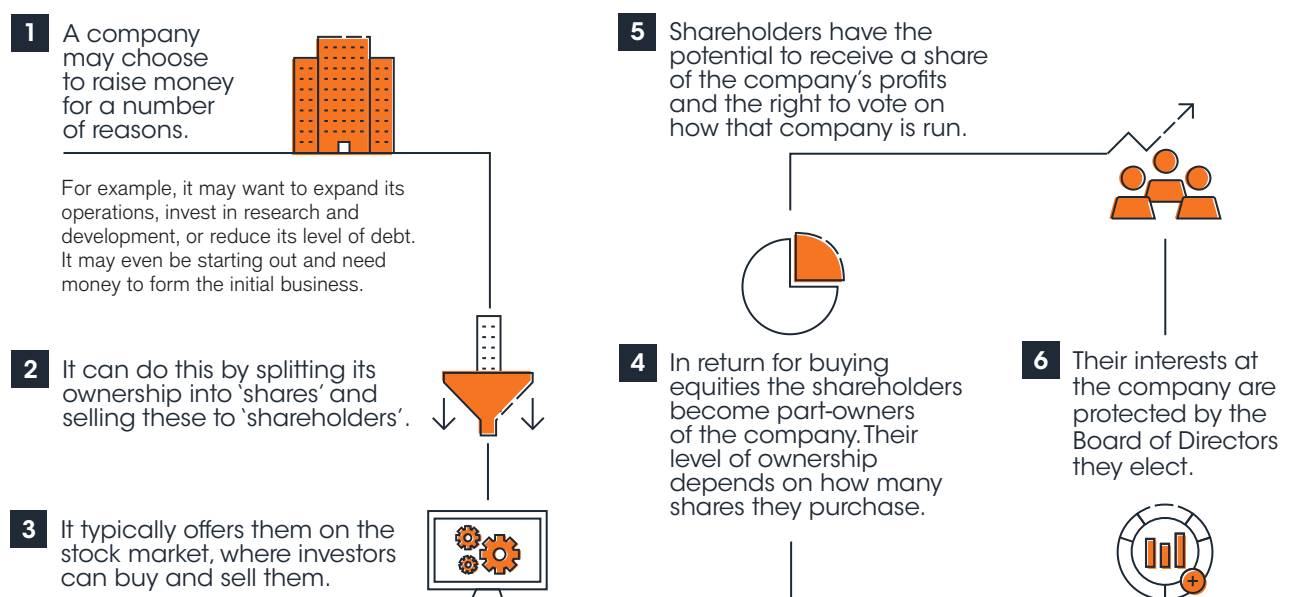 1
A company
may choose
to raise money
for a number
of reasons.
For example, it may want to expand its
operations, invest in research and
development, or reduce its level of debt.
It may even be starting out and need
money to form the initial business.
2
It can do this by splitting its
ownership into ‘shares’ and
selling these to ‘shareholders’.
3
It typically offers them on the
stock market, where investors
can buy and sell them.
4
In return for buying
equities the shareholders
become part-owners
of the company. Their
level of ownership
depends on how many
shares they purchase.
5
Shareholders have the
potential to receive a share
of the company’s profits
and the right to vote on
how that company is run.
6
Their interests at
the company are
protected by the
Board of Directors
they elect.